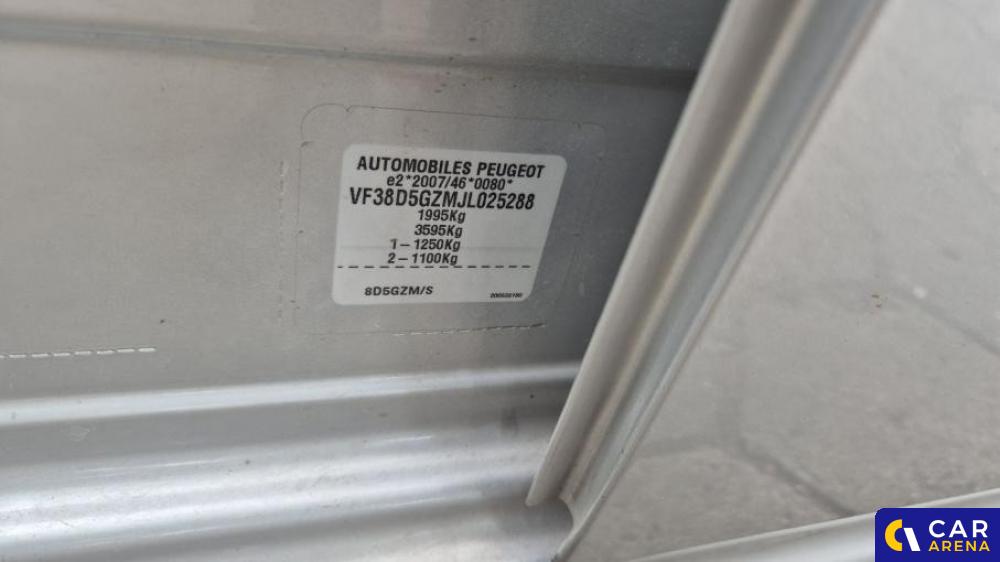 AUTOMOBILES PEUGEOT
e2*2007/46*0080*
VF38D5GZMJL025288
1995Kg
3595Kg
1-1250Kg
2-1100Kg
8D5GZM/S
CAR
ARENA